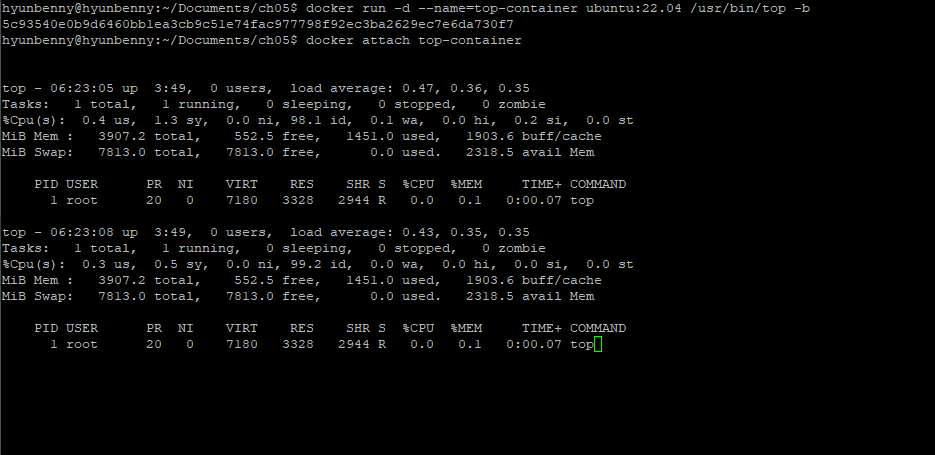 hyunbenny@hyunbenny:~/Documents/ch05$ docker run -d --name=top-container ubuntu:22.04 /usr/bin/top -b
5c93540e0b9d6460bb1ea3cb9c51e74fac977798f92ec3ba2629ec7e6da730f7
hyunbenny@hyunbenny:~/Documents/ch05$ docker attach top-container
top - 06:23:05 up  3:49,  0 users,  load average: 0.47, 0.36, 0.35
Tasks:   1 total,   1 running,   0 sleeping,   0 stopped,   0 zombie
%Cpu(s):  0.4 us,  1.3 sy,  0.0 ni, 98.1 id,  0.1 wa,  0.0 hi,  0.2 si,  0.0 st
MiB Mem :   3907.2 total,    552.5 free,   1451.0 used,   1903.6 buff/cache
MiB Swap:   7813.0 total,   7813.0 free,      0.0 used.   2318.5 avail Mem
PID USER      PR  NI    VIRT    RES    SHR S  %CPU  %MEM     TIME+ COMMAND
1 root      20   0    7180   3328   2944 R   0.0   0.1   0:00.07 top
top - 06:23:08 up  3:49,  0 users,  load average: 0.43, 0.35, 0.35
Tasks:   1 total,   1 running,   0 sleeping,   0 stopped,   0 zombie
%Cpu(s):  0.3 us,  0.5 sy,  0.0 ni, 99.2 id,  0.0 wa,  0.0 hi,  0.0 si,  0.0 st
MiB Mem :   3907.2 total,    552.5 free,   1451.0 used,   1903.6 buff/cache
MiB Swap:   7813.0 total,   7813.0 free,      0.0 used.   2318.5 avail Mem
PID USER      PR  NI    VIRT    RES    SHR S  %CPU  %MEM     TIME+ COMMAND
1 root      20   0    7180   3328   2944 R   0.0   0.1   0:00.07 top